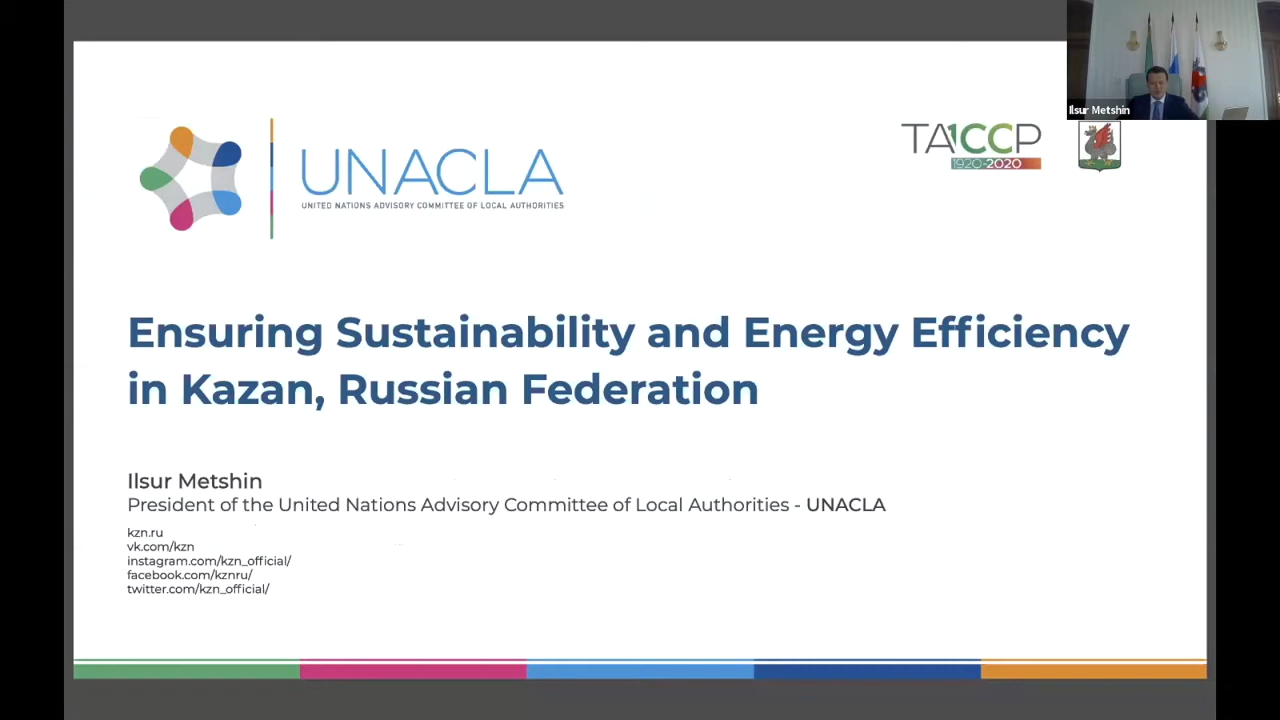 Ilsur Metshin
UNACLA
UNITED NATIONS ADVISORY COMMITTEE OF LOCAL AUTHORITIES
ТАССР
1920-2020
Ensuring Sustainability and Energy Efficiency
in Kazan, Russian Federation
Ilsur Metshin
President of the United Nations Advisory Committee of Local Authorities - UNACLA
kzn.ru
vk.com/kzn
instagram.com/kzn_official/
facebook.com/kznru/
twitter.com/kzn_official/